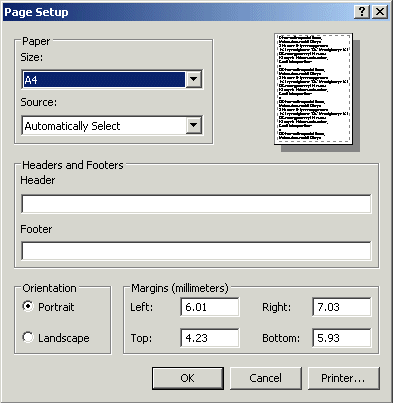 Page Setup
Paper
Size:
A4
Source:
Automatically Select
Headers and Footers
Header
Footer
Orientation
Portrait
Landscape
Margins (millimeters)
Left: 6.01 Right: 7.03
Top: 4.23 Bottom: 5.93
OK Cancel Printer...